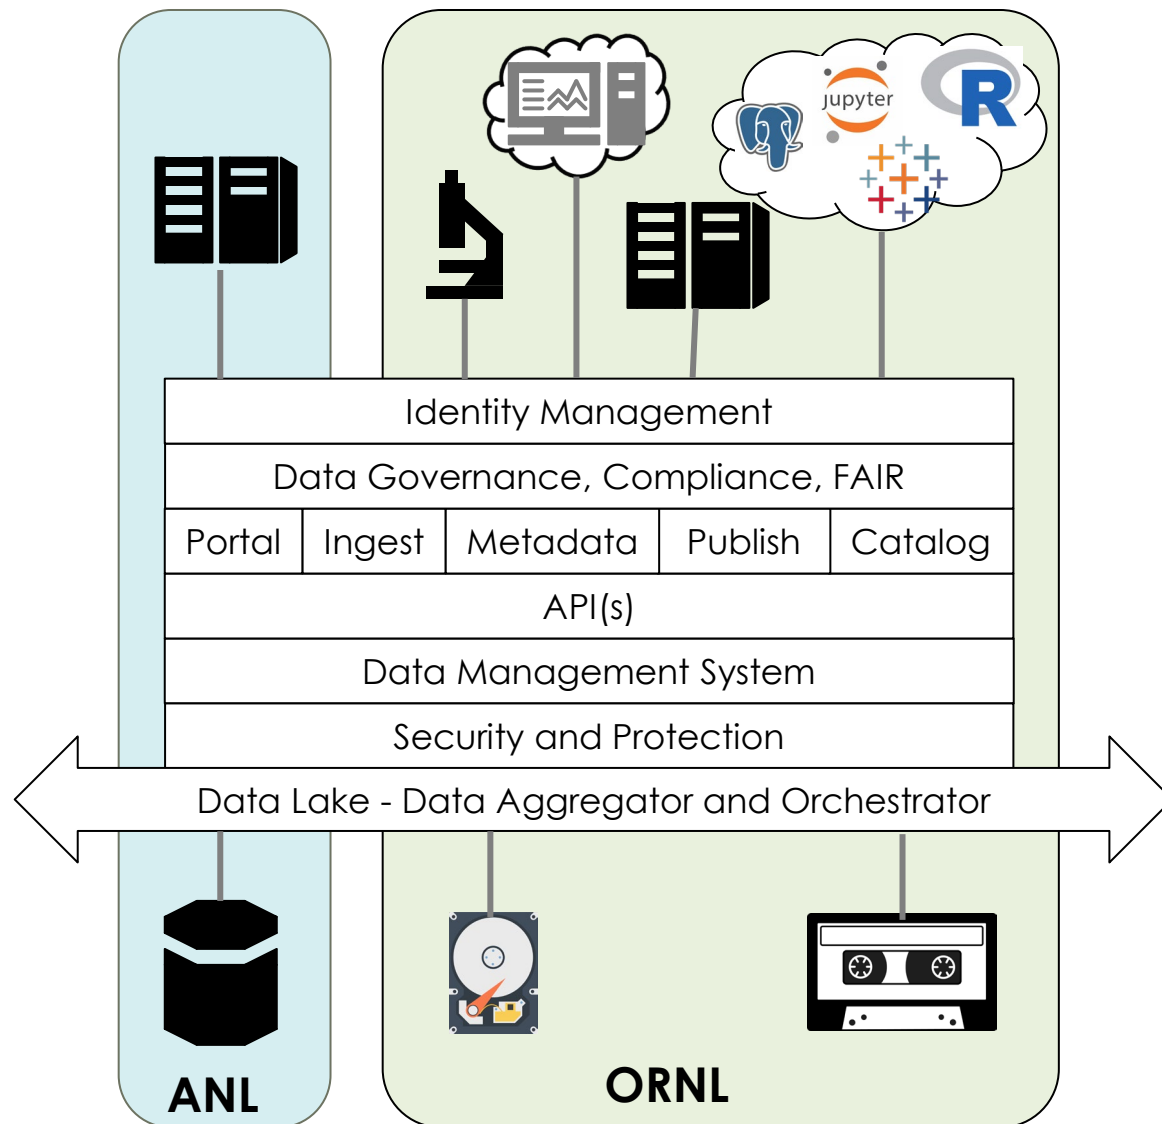 jupyter
R
Identity Management
Data Governance, Compliance, FAIR
Portal
Ingest
Metadata
Publish
Catalog
API(s)
Data Management System
Security and Protection
Data Lake - Data Aggregator and Orchestrator
ANL
ORNL